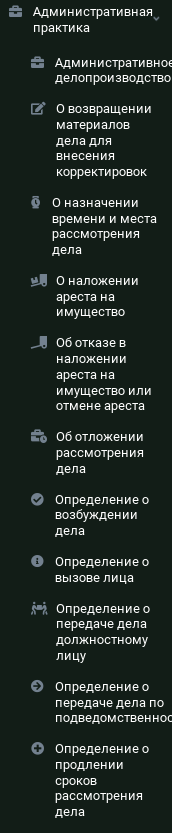 Административная
практика
Административное
делопроизводство
О возвращении
материалов
дела для
внесения
корректировок
О назначении
времени и места
рассмотрения
дела
О наложении
ареста на
имущество
Об отказе в
наложении
ареста на
имущество или
отмене ареста
Об отложении
рассмотрения
дела
Определение о
возбуждении
дела
Определение о
вызове лица
Определение о
передаче дела
должностному
лицу
Определение о
передаче дела по
подведомственнос
Определение о
продлении
сроков
рассмотрения
дела